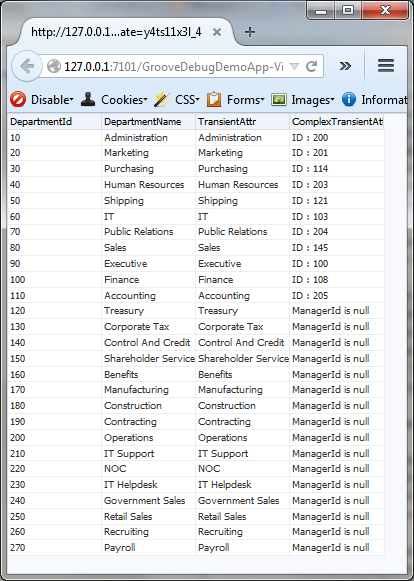 http://127.0.0.1...ate=y4ts11x3l_4
127.0.0.1:7101/GrooveDebugDemoApp-Vi
Disable Cookies CSS Forms Images Informat
DepartmentId DepartmentName TransientAttr ComplexTransientAtt
10 Administration Administration ID : 200
20 Marketing Marketing ID : 201
30 Purchasing Purchasing ID : 114
40 Human Resources Human Resources ID : 203
50 Shipping Shipping ID : 121
60 IT IT ID : 103
70 Public Relations Public Relations ID : 204
80 Sales Sales ID : 145
90 Executive Executive ID : 100
100 Finance Finance ID : 108
110 Accounting Accounting ID : 205
120 Treasury Treasury ManagerId is null
130 Corporate Tax Corporate Tax ManagerId is null
140 Control And Credit Control And Credit ManagerId is null
150 Shareholder Service Shareholder Services ManagerId is null
160 Benefits Benefits ManagerId is null
170 Manufacturing Manufacturing ManagerId is null
180 Construction Construction ManagerId is null
190 Contracting Contracting ManagerId is null
200 Operations Operations ManagerId is null
210 IT Support IT Support ManagerId is null
220 NOC NOC ManagerId is null
230 IT Helpdesk IT Helpdesk ManagerId is null
240 Government Sales Government Sales ManagerId is null
250 Retail Sales Retail Sales ManagerId is null
260 Recruiting Recruiting ManagerId is null
270 Payroll Payroll ManagerId is null